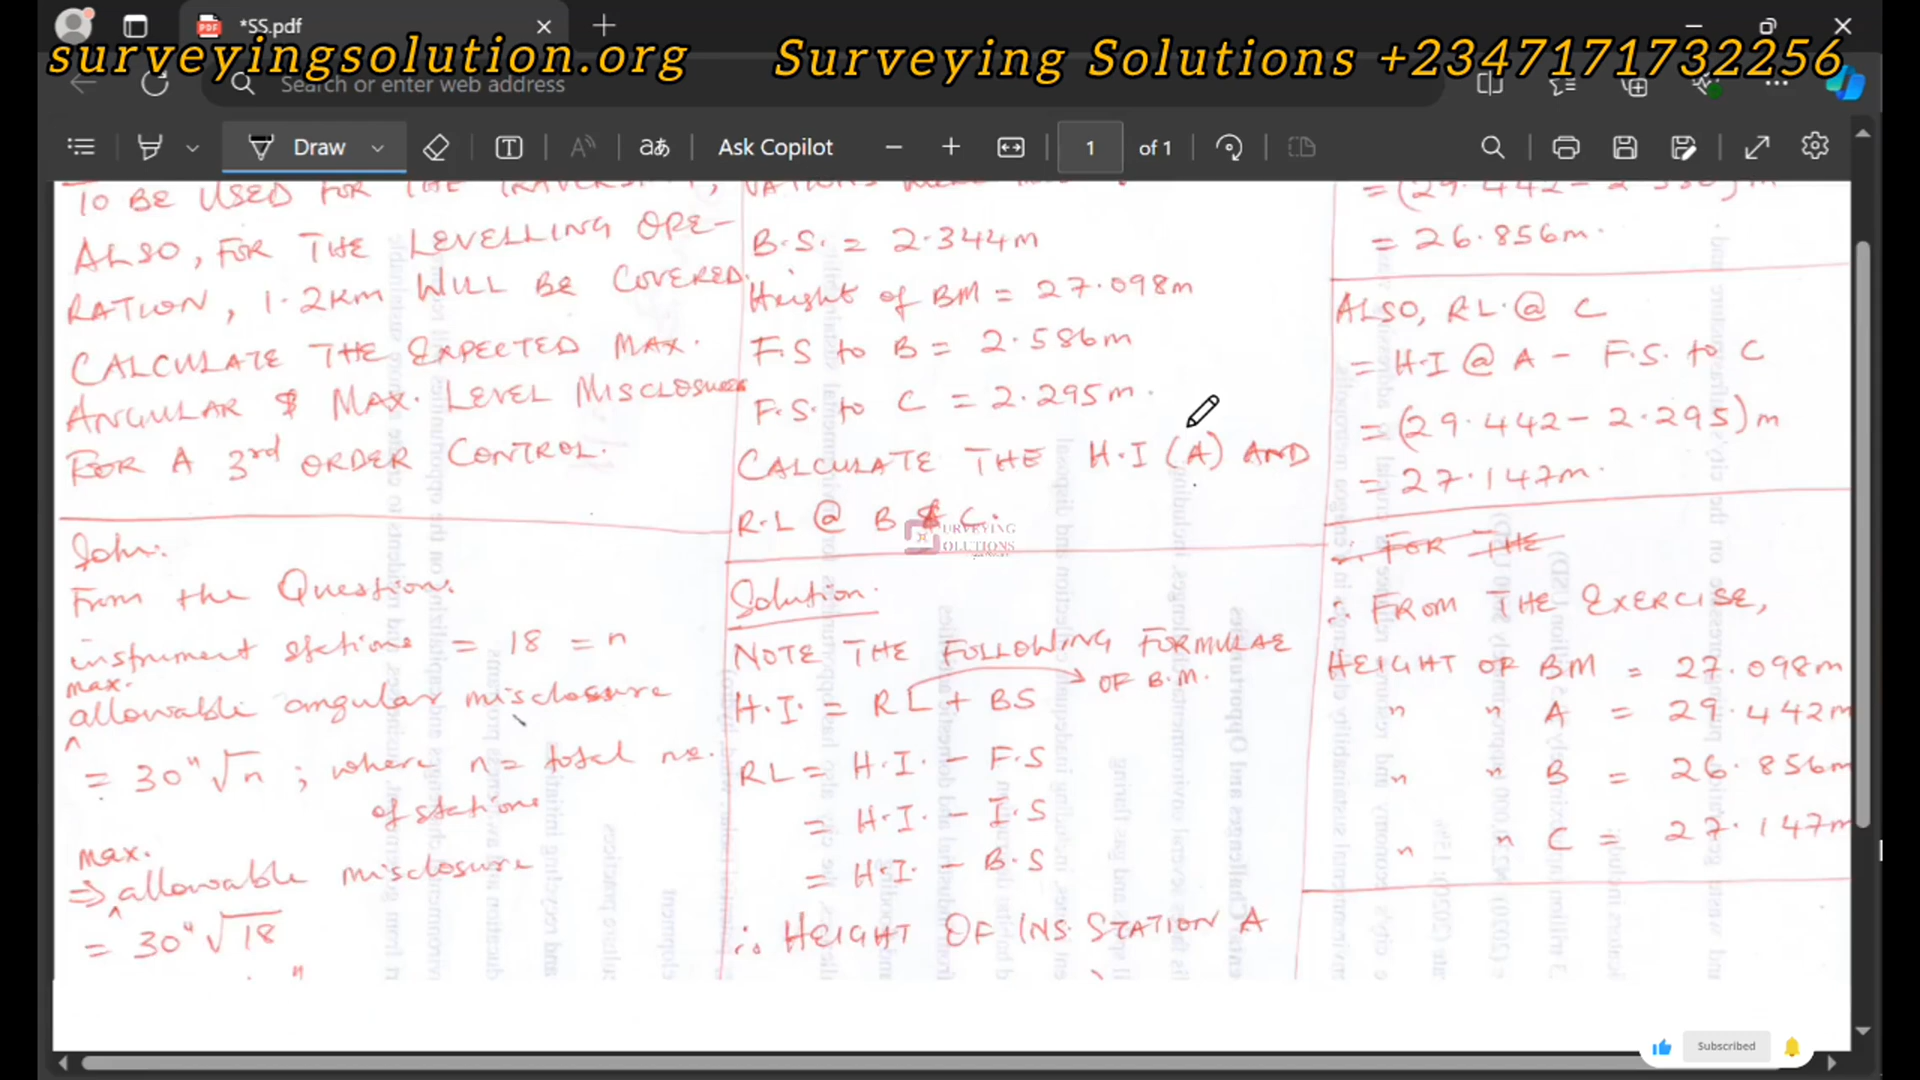 *SS.pdf
surveyingsolution.org
Surveying Solutions +2347171732256
Search or enter web address
Draw
Ask Copilot
1 of 1
TO BE USED FOR THE
ALSO, FOR THE LEVELLING OPE-
RATION, 1.2KM WILL BE COVERED.
CALCULATE THE EXPECTED MAX.
ANGULAR & MAX. LEVEL MISCLOSURES
FOR A 3rd ORDER CONTROL.
Soln:
From the Question:
instrument stations = 18 = n
max.
allowable angular misclosure
= 30" √n ; where n = total no.
of stations
max.
⇒ allowable misclosure
= 30" √18
B.S. = 2.344m
Height of BM = 27.098m
F.S to B = 2.586m
F.S. to C = 2.295m.
CALCULATE THE H.I (A) AND
R.L @ B & C.
SURVEYING
SOLUTIONS
Solution.
NOTE THE FOLLOWING FORMULAE
H.I. = RL + BS
OF B.M.
RL = H.I. - F.S
= H.I. - I.S
= H.I. - B.S
∴ HEIGHT OF INS. STATION A
= 26.856m.
ALSO, R.L. @ C
= H.I @ A - F.S. to C
= (29.442 - 2.295) m
= 27.147m.
∴ FOR THE
∴ FROM THE EXERCISE,
HEIGHT OF BM = 27.098m
" " A = 29.442m
" " B = 26.856m
" " C = 27.147m
Subscribed